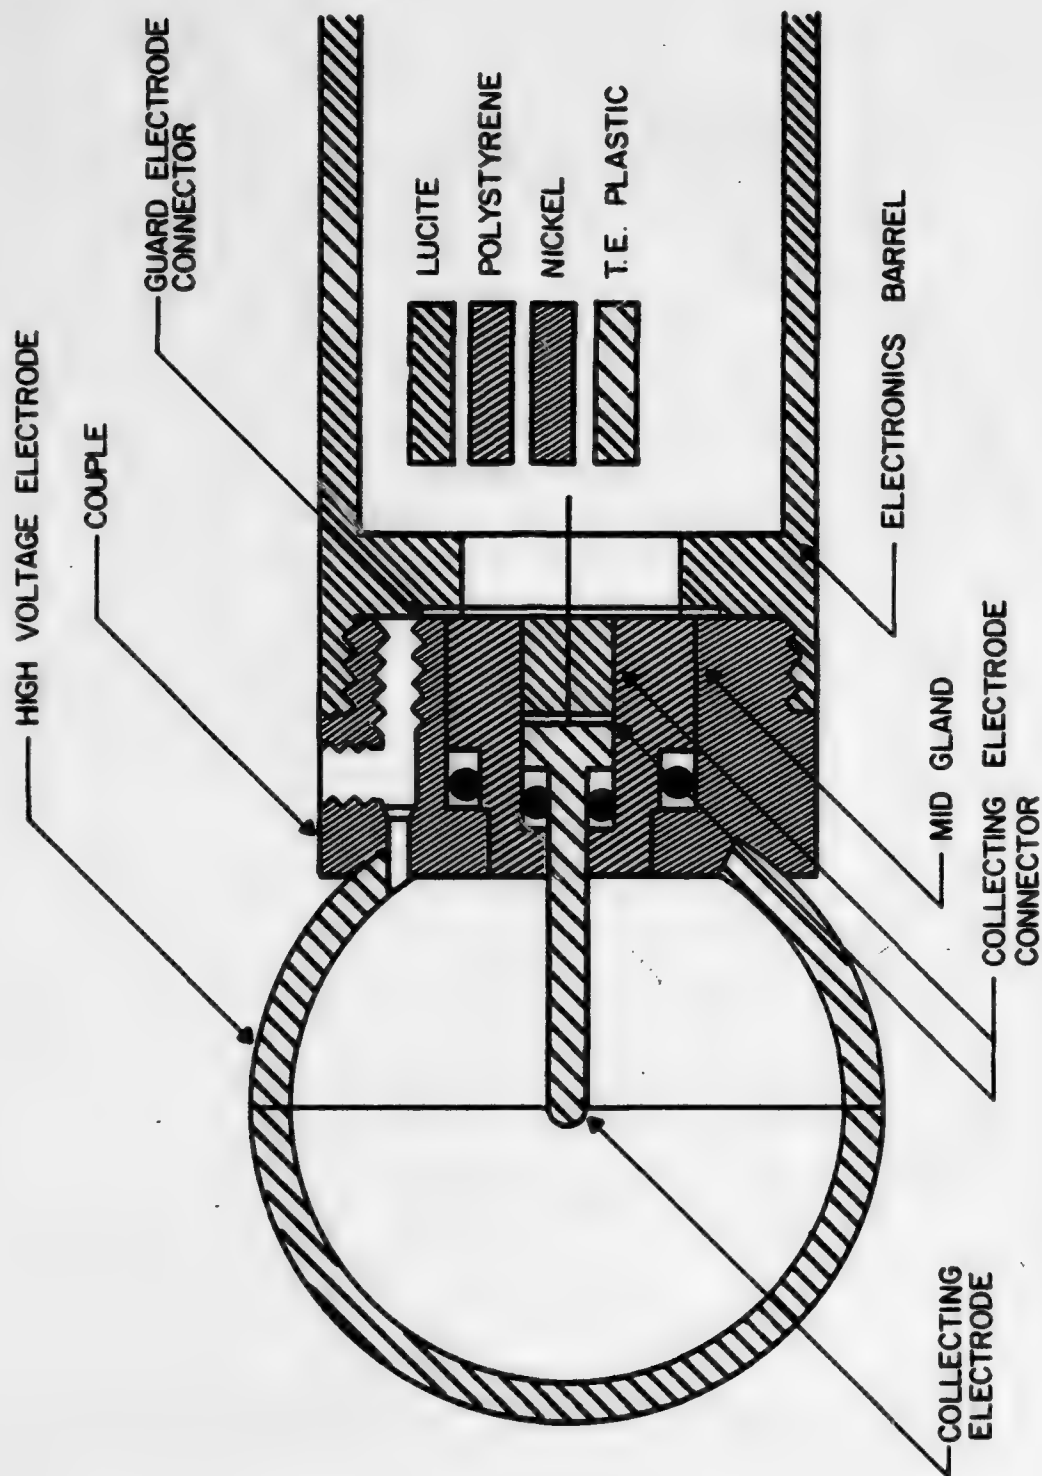 HIGH VOLTAGE ELECTRODE
COUPLE
GUARD ELECTRODE
CONNECTOR
LUCITE
POLYSTYRENE
NICKEL
T.E. PLASTIC
ELECTRONICS BARREL
MID GLAND
COLLECTING ELECTRODE
CONNECTOR
COLLECTING
ELECTRODE